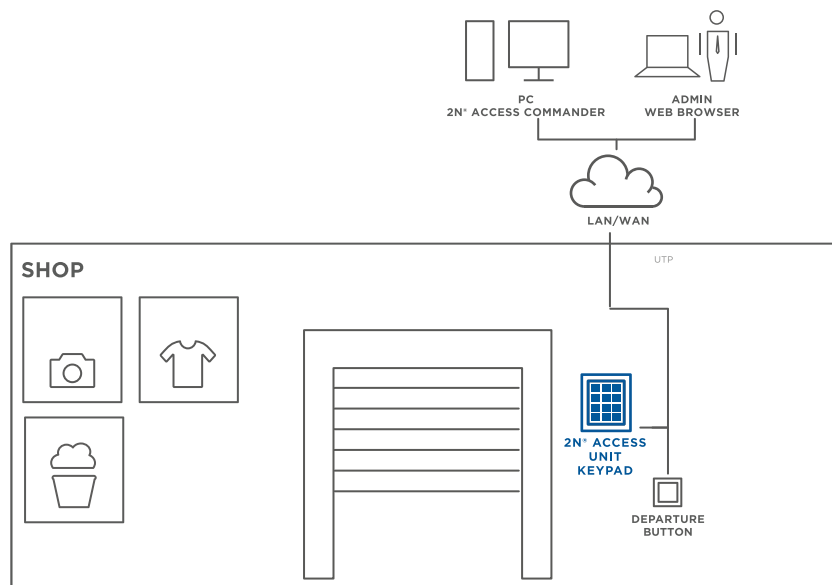 PC
2N® ACCESS COMMANDER
ADMIN
WEB BROWSER
LAN/WAN
SHOP
UTP
2N® ACCESS
UNIT
KEYPAD
DEPARTURE
BUTTON